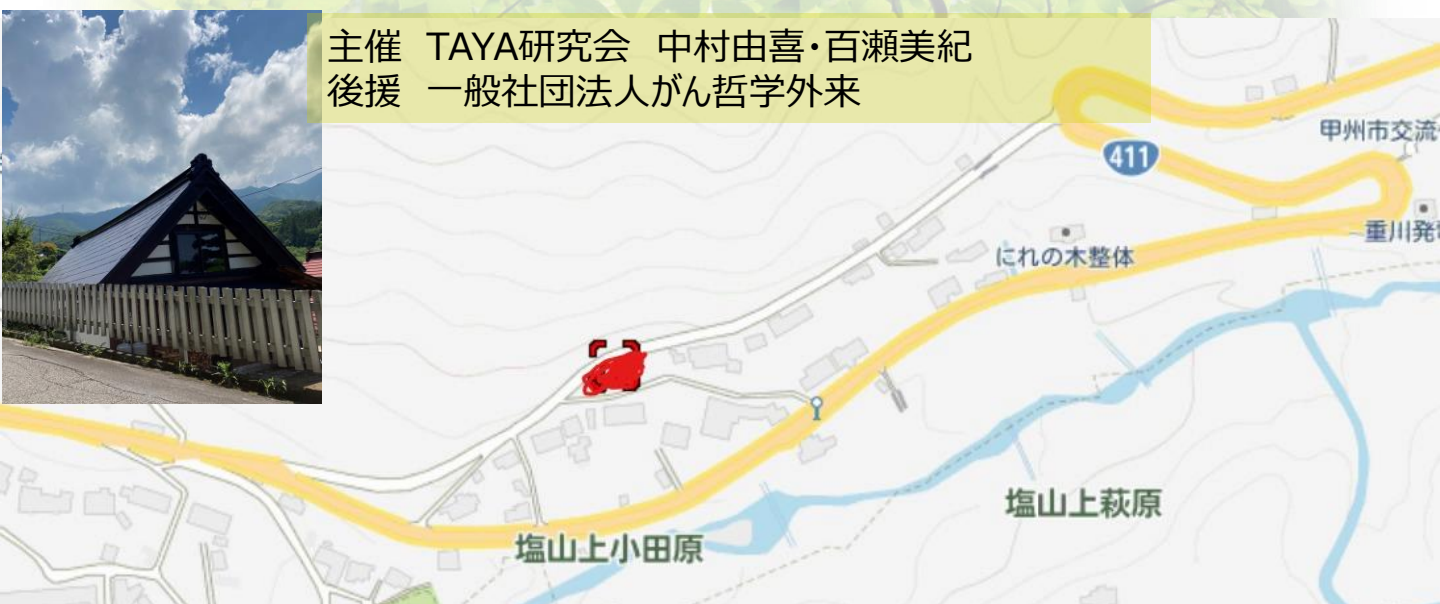 主催　TAYA研究会　中村由喜・百瀬美紀
後援　一般社団法人がん哲学外来
甲州市交流
411
重川発
にれの木整体
塩山上萩原
塩山上小田原